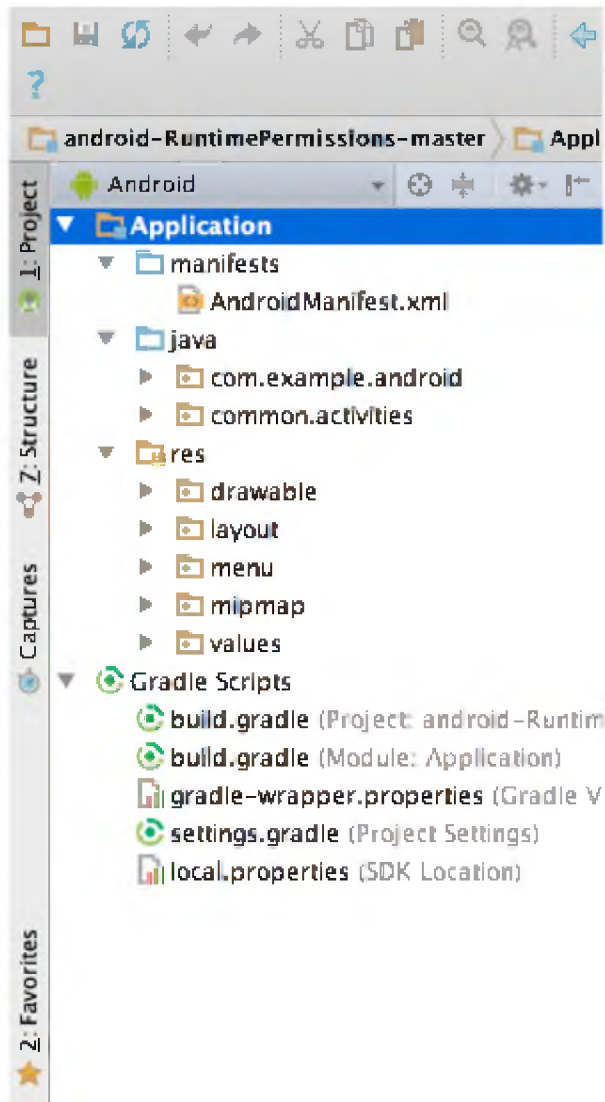 ?
android-RuntimePermissions-master Appl
Android
1: Project
Application
manifests
AndroidManifest.xml
java
com.example.android
common.activities
7: Structure
res
drawable
layout
menu
mipmap
values
Captures
Gradle Scripts
build.gradle (Project: android-Runtim
build.gradle (Module: Application)
gradle-wrapper.properties (Gradle V
settings.gradle (Project Settings)
local.properties (SDK Location)
2: Favorites